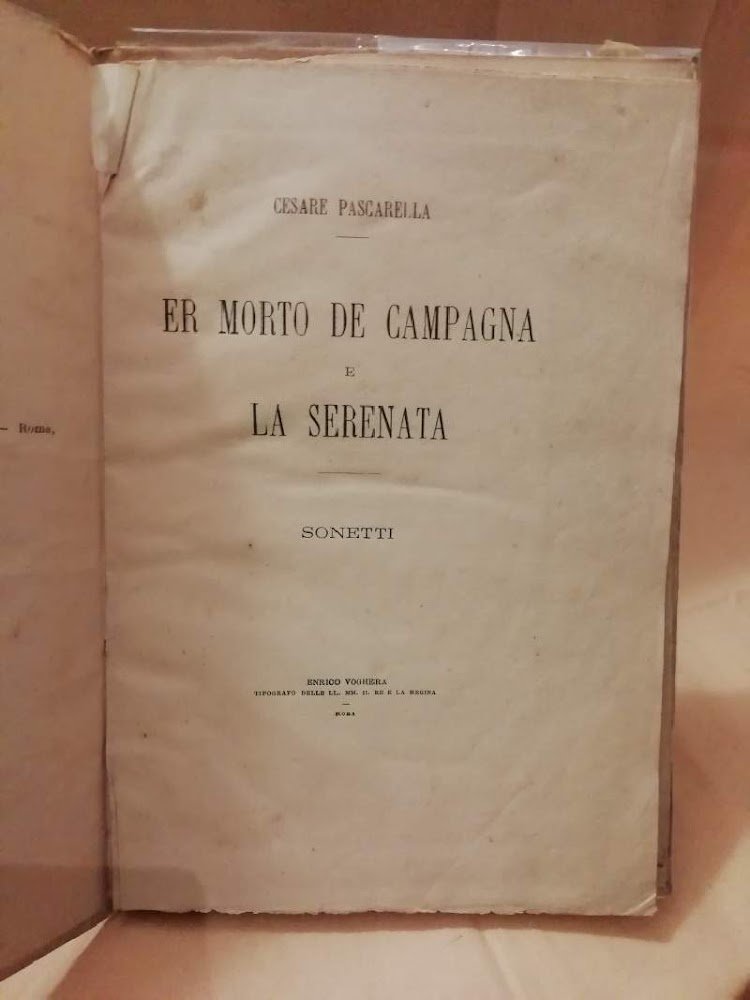 — Roma,
CESARE PASCARELLA
ER MORTO DE CAMPAGNA
E
LA SERENATA
SONETTI
ENRICO VOGHERA
TIPOGRAFO DELLE LL. MM. IL RE E LA REGINA
ROMA